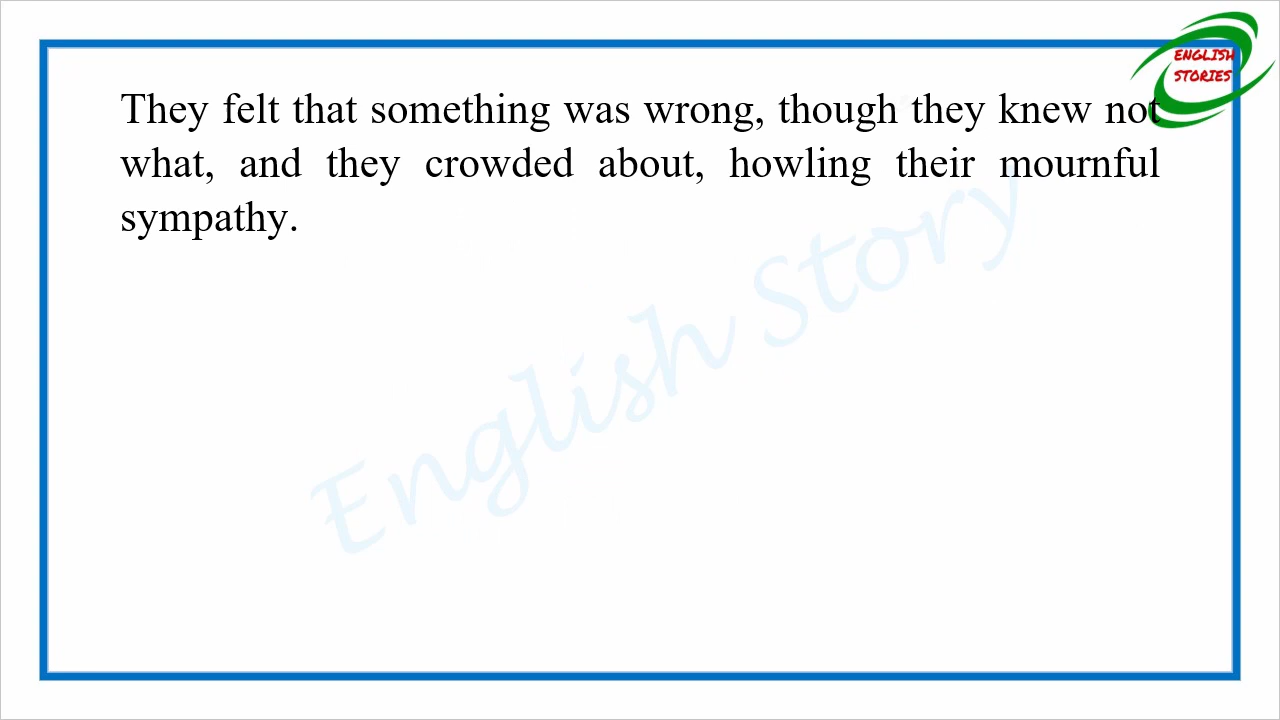 ENGLISH
STORIES
They felt that something was wrong, though they knew not
what, and they crowded about, howling their mournful
sympathy.
English Story